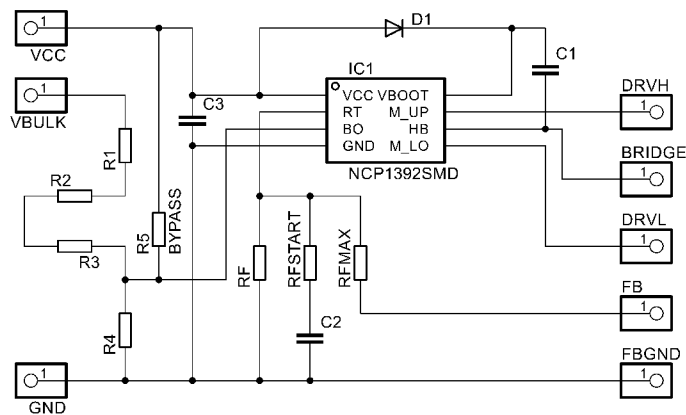 1
VCC
1
VBULK
D1
IC1
C1
C3
VCC VBOOT
RT M_UP
BO HB
GND M_LO
NCP1392SMD
DRVH
1
BRIDGE
1
DRVL
1
FB
1
FBGND
1
R1
R2
R3
R5
BYPASS
RF
RFSTART
RFMAX
R4
C2
1
GND